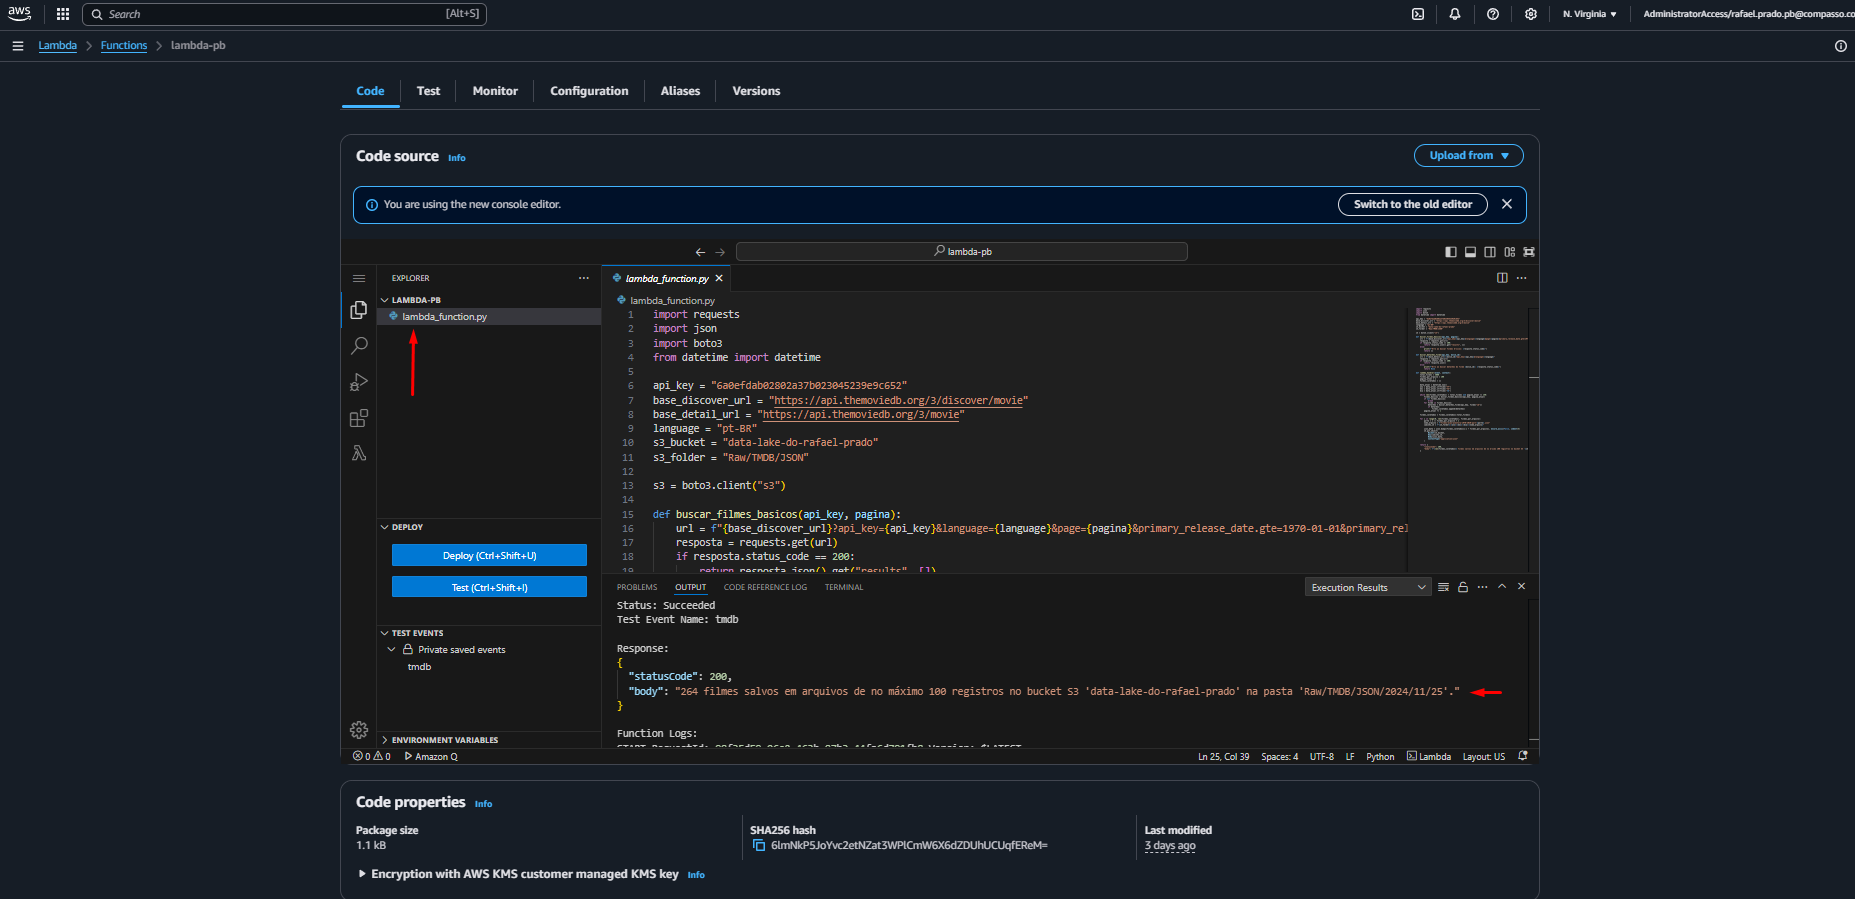 aws
Search
[Alt+S]
N. Virginia
AdministratorAccess/rafael.prado.pb@compasso.co
Lambda
Functions
lambda-pb
Code
Test
Monitor
Configuration
Aliases
Versions
Code source
Info
Upload from
You are using the new console editor.
Switch to the old editor
lambda-pb
EXPLORER
LAMBDA-PB
lambda_function.py
DEPLOY
Deploy (Ctrl+Shift+U)
Test (Ctrl+Shift+I)
TEST EVENTS
Private saved events
tmdb
ENVIRONMENT VARIABLES
lambda_function.py
lambda_function.py
1 import requests
2 import json
3 import boto3
4 from datetime import datetime
5
6 api_key = "6a0efdab02802a37b023045239e9c652"
7 base_discover_url = "https://api.themoviedb.org/3/discover/movie"
8 base_detail_url = "https://api.themoviedb.org/3/movie"
9 language = "pt-BR"
10 s3_bucket = "data-lake-do-rafael-prado"
11 s3_folder = "Raw/TMDB/JSON"
12
13 s3 = boto3.client("s3")
14
15 def buscar_filmes_basicos(api_key, pagina):
16 url = f"{base_discover_url}?api_key={api_key}&language={language}&page={pagina}&primary_release_date.gte=1970-01-01&primary_rel
17 resposta = requests.get(url)
18 if resposta.status_code == 200:
19 return resposta.json().get("results", [])
PROBLEMS
OUTPUT
CODE REFERENCE LOG
TERMINAL
Execution Results
Status: Succeeded
Test Event Name: tmdb
Response:
{
"statusCode": 200,
"body": "264 filmes salvos em arquivos de no máximo 100 registros no bucket S3 'data-lake-do-rafael-prado' na pasta 'Raw/TMDB/JSON/2024/11/25'."
}
Function Logs:
0 0
Amazon Q
Ln 25, Col 39
Spaces: 4
UTF-8
LF
Python
Lambda
Layout: US
Code properties
Info
Package size
1.1 kB
SHA256 hash
6lmNkP5JoYvc2etNZat3WPlCmW6X6dZDUhUCUqfEReM=
Last modified
3 days ago
Encryption with AWS KMS customer managed KMS key
Info